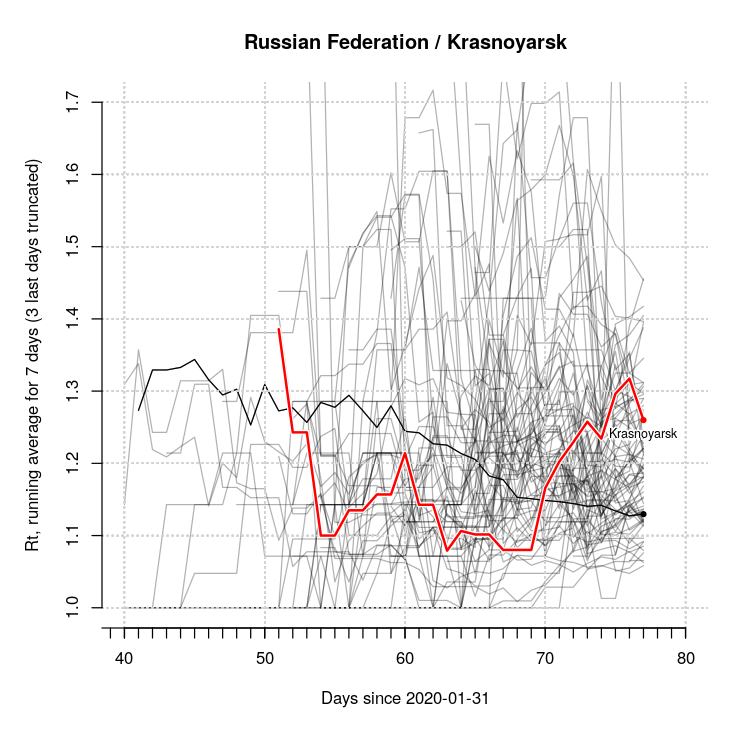 Russian Federation / Krasnoyarsk
Rt, running average for 7 days (3 last days truncated)
1.7
1.6
1.5
1.4
1.3
1.2
1.1
1.0
Krasnoyarsk
40 50 60 70 80
Days since 2020-01-31